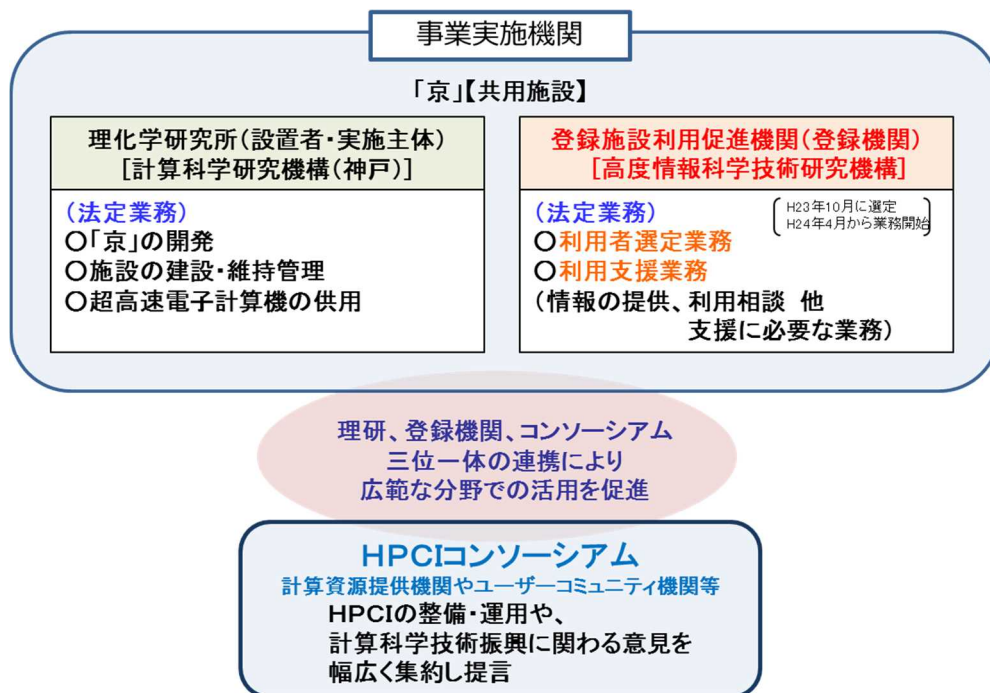 事業実施機関
「京」【共用施設】
理化学研究所(設置者・実施主体)
[計算科学研究機構(神戸)]
(法定業務)
○「京」の開発
○施設の建設・維持管理
○超高速電子計算機の供用
登録施設利用促進機関(登録機関)
[高度情報科学技術研究機構]
(法定業務)
H23年10月に選定
H24年4月から業務開始
○利用者選定業務
○利用支援業務
(情報の提供、利用相談 他
支援に必要な業務)
理研、登録機関、コンソーシアム
三位一体の連携により
広範な分野での活用を促進
HPCIコンソーシアム
計算資源提供機関やユーザーコミュニティ機関等
HPCIの整備・運用や、
計算科学技術振興に関わる意見を
幅広く集約し提言